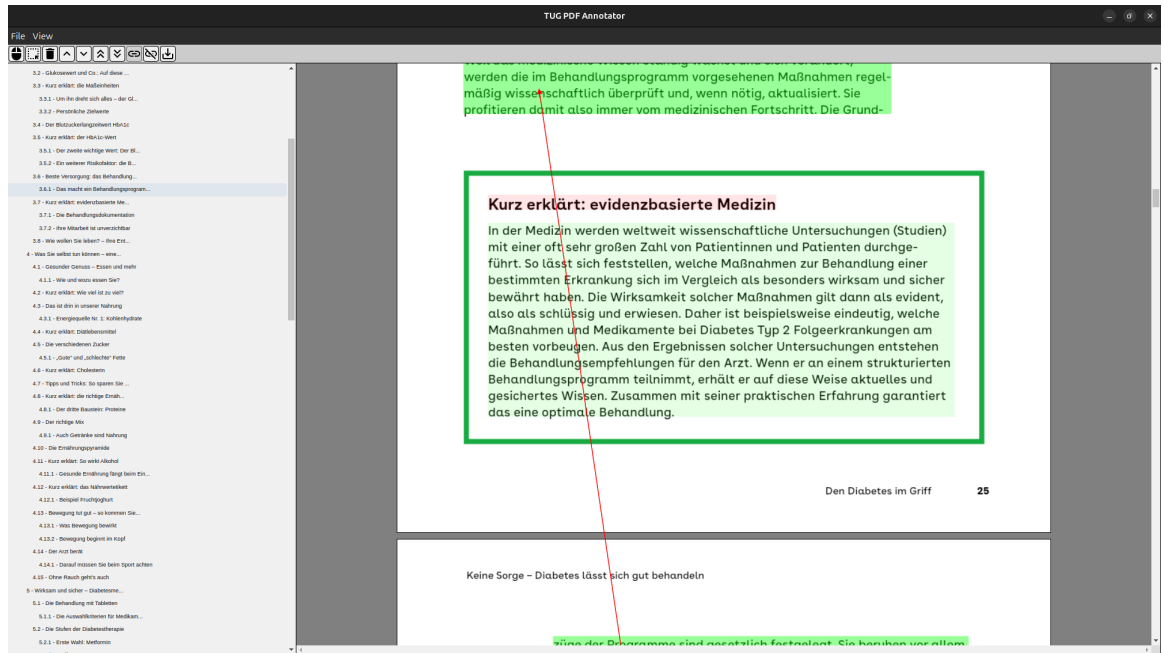 TUG PDF Annotator
File View
3.2 - Glukosewert und Co.: Auf diese ...
3.3 - Kurz erklärt: die Maßeinheiten
3.3.1 - Um ihn dreht sich alles – der Gl...
3.3.2 - Persönliche Zielwerte
3.4 - Der Blutzuckerlangzeitwert HbA1c
3.5 - Kurz erklärt: der HbA1c-Wert
3.5.1 - Der zweite wichtige Wert: Der Bl...
3.5.2 - Ein weiterer Risikofaktor: die B...
3.6 - Beste Versorgung: das Behandlung...
3.6.1 - Das macht ein Behandlungsprogram...
3.7 - Kurz erklärt: evidenzbasierte Me...
3.7.1 - Die Behandlungsdokumentation
3.7.2 - Ihre Mitarbeit ist unverzichtbar
3.8 - Wie wollen Sie leben? – Ihre Ent...
4 - Was Sie selbst tun können – eine...
4.1 - Gesunder Genuss – Essen und mehr
4.1.1 - Wie und wozu essen Sie?
4.2 - Kurz erklärt: Wie viel ist zu viel?
4.3 - Das ist drin in unserer Nahrung
4.3.1 - Energiequelle Nr. 1: Kohlenhydrate
4.4 - Kurz erklärt: Diätlebensmittel
4.5 - Die verschiedenen Zucker
4.5.1 - „Gute“ und „schlechte“ Fette
4.6 - Kurz erklärt: Cholesterin
4.7 - Tipps und Tricks: So sparen Sie ...
4.8 - Kurz erklärt: die richtige Ernäh...
4.8.1 - Der dritte Baustein: Proteine
4.9 - Der richtige Mix
4.9.1 - Auch Getränke sind Nahrung
4.10 - Die Ernährungspyramide
4.11 - Kurz erklärt: So wirkt Alkohol
4.11.1 - Gesunde Ernährung fängt beim Ein...
4.12 - Kurz erklärt: das Nährwertetikett
4.12.1 - Beispiel Fruchtjoghurt
4.13 - Bewegung tut gut – so kommen Sie...
4.13.1 - Was Bewegung bewirkt
4.13.2 - Bewegung beginnt im Kopf
4.14 - Der Arzt berät
4.14.1 - Darauf müssen Sie beim Sport achten
4.15 - Ohne Rauch geht's auch
5 - Wirksam und sicher – Diabetesme...
5.1 - Die Behandlung mit Tabletten
5.1.1 - Die Auswahlkriterien für Medikam...
5.2 - Die Stufen der Diabetestherapie
5.2.1 - Erste Wahl: Metformin
Weil das medizinische Wissen ständig wächst und sich verändert,
werden die im Behandlungsprogramm vorgesehenen Maßnahmen regel-
mäßig wissenschaftlich überprüft und, wenn nötig, aktualisiert. Sie
profitieren damit also immer vom medizinischen Fortschritt. Die Grund-
Kurz erklärt: evidenzbasierte Medizin
In der Medizin werden weltweit wissenschaftliche Untersuchungen (Studien)
mit einer oft sehr großen Zahl von Patientinnen und Patienten durchge-
führt. So lässt sich feststellen, welche Maßnahmen zur Behandlung einer
bestimmten Erkrankung sich im Vergleich als besonders wirksam und sicher
bewährt haben. Die Wirksamkeit solcher Maßnahmen gilt dann als evident,
also als schlüssig und erwiesen. Daher ist beispielsweise eindeutig, welche
Maßnahmen und Medikamente bei Diabetes Typ 2 Folgeerkrankungen am
besten vorbeugen. Aus den Ergebnissen solcher Untersuchungen entstehen
die Behandlungsempfehlungen für den Arzt. Wenn er an einem strukturierten
Behandlungsprogramm teilnimmt, erhält er auf diese Weise aktuelles und
gesichertes Wissen. Zusammen mit seiner praktischen Erfahrung garantiert
das eine optimale Behandlung.
Den Diabetes im Griff 25
Keine Sorge – Diabetes lässt sich gut behandeln
züge der Programme sind gesetzlich festgelegt. Sie beruhen vor allem